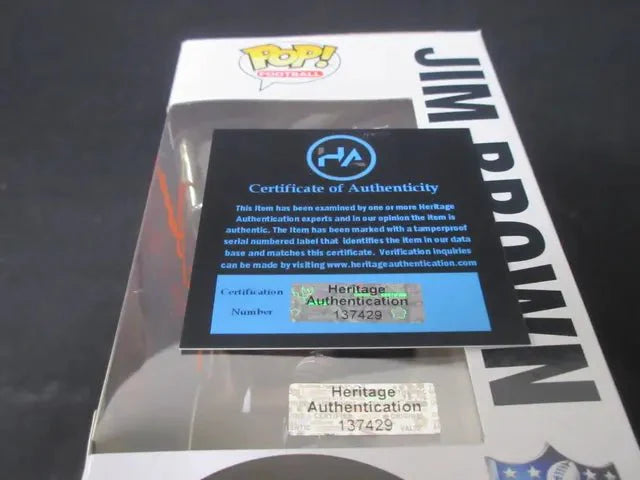 POP!
FOOTBALL
JIM BROWN
HA
Certificate of Authenticity
This Item has been examined by one or more Heritage
Authentication experts and in our opinion the item is
authentic. The Item has been marked with a tamperproof
serial numbered label that identifies the item in our data
base and matches this certificate. Verification inquiries
can be made by visiting www.heritageauthentication.com
Certification
Number
Heritage
Authentication
137429
Heritage
Authentication
137429